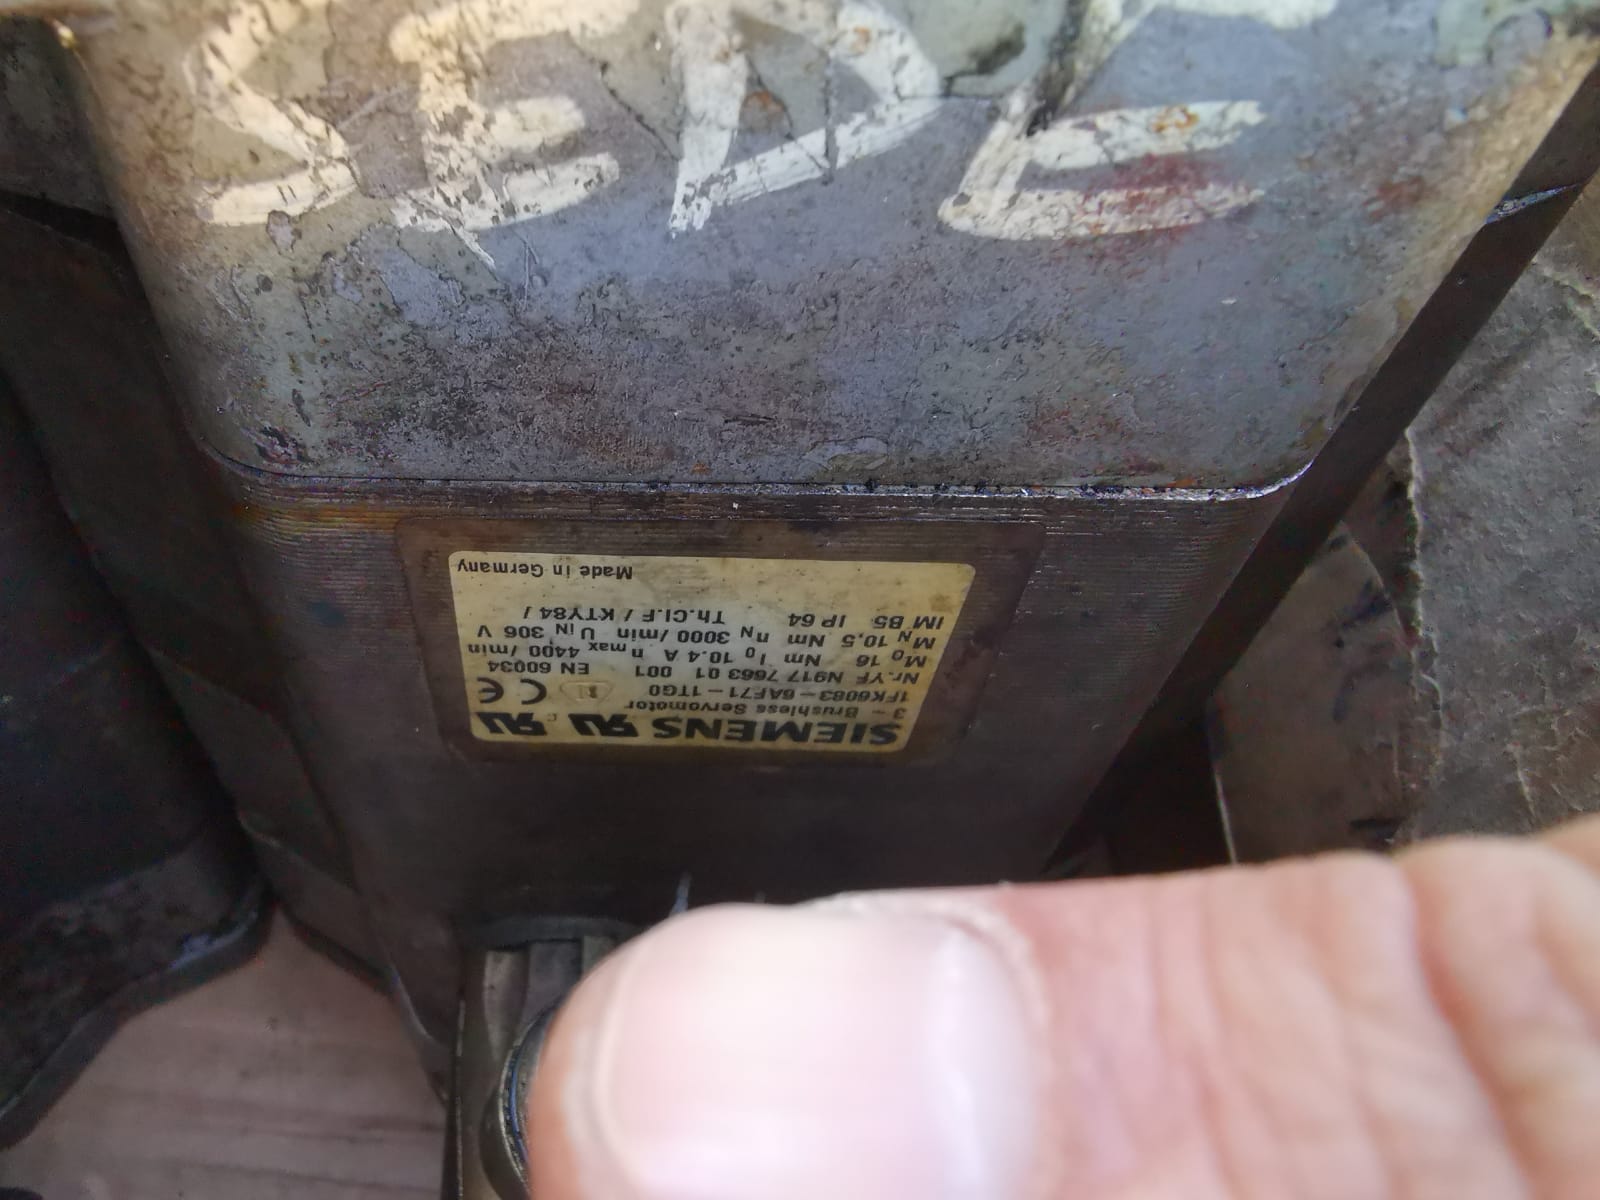 SEDE
SIEMENS
3 ~ Brushless Servomotor
1FK6083-6AF71-1TG0
Nr.YF N917 7663 01 001 EN 60034
M0 16 Nm I0 10.4 A nmax 4400 /min
MN 10,5 Nm nN 3000 /min UIN 306 V
IM B5 IP 64 Th.Cl.F / KTY84 /
Made in Germany